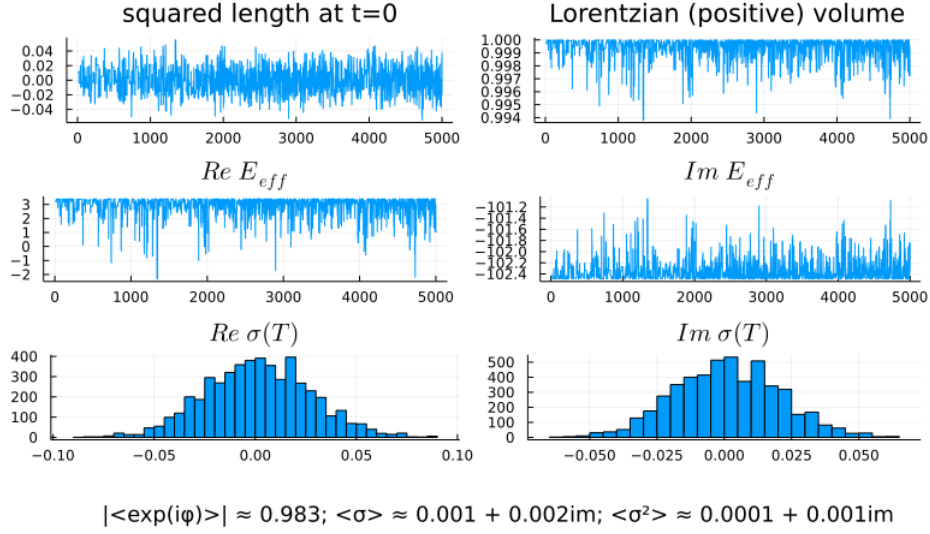 squared length at t=0
Lorentzian (positive) volume
0.04
0.02
0.00
−0.02
−0.04
0 1000 2000 3000 4000 5000
1.000
0.999
0.997
0.996
0.995
0.994
0 1000 2000 3000 4000 5000
Re E_eff
Im E_eff
3
2
1
0
−1
−2
0 1000 2000 3000 4000 5000
−101.2
−101.4
−101.6
−101.8
−102.0
−102.2
−102.4
0 1000 2000 3000 4000 5000
Re σ(T)
Im σ(T)
400
300
200
100
0
−0.10 −0.05 0.00 0.05 0.10
500
400
300
200
100
0
−0.050 −0.025 0.000 0.025 0.050
|<exp(iφ)>| ≈ 0.983; <σ> ≈ 0.001 + 0.002im; <σ²> ≈ 0.0001 + 0.001im